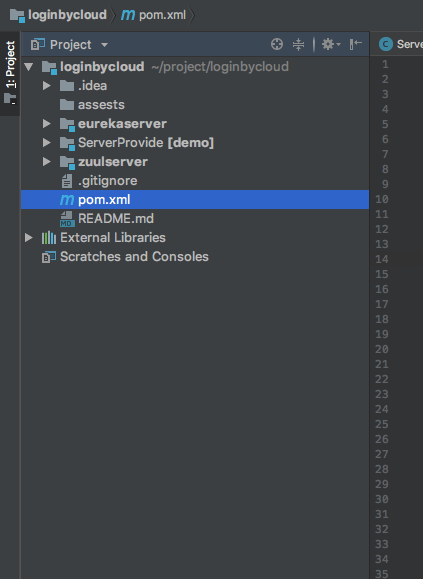 loginbycloud pom.xml
1: Project
Project
Serve
loginbycloud ~/project/loginbycloud
.idea
assests
eurekaserver
ServerProvide [demo]
zuulserver
.gitignore
pom.xml
MD README.md
External Libraries
Scratches and Consoles
1
2
3
4
5
6
7
8
9
10
11
12
13
14
15
16
17
18
19
20
21
22
23
24
25
26
27
28
29
30
31
32
33
34
35